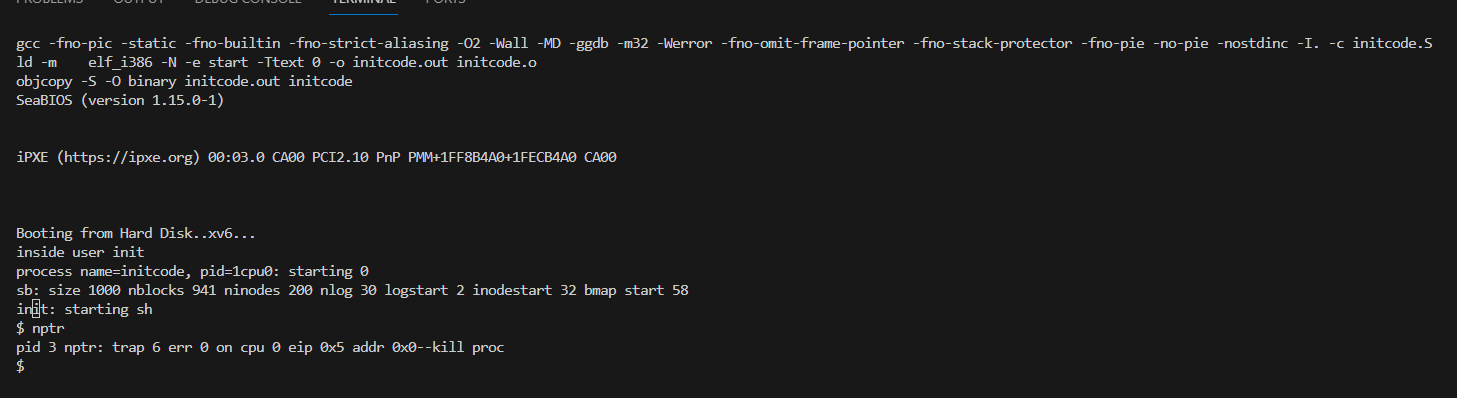 PROBLEMS OUTPUT DEBUG CONSOLE TERMINAL PORTS
gcc -fno-pic -static -fno-builtin -fno-strict-aliasing -O2 -Wall -MD -ggdb -m32 -Werror -fno-omit-frame-pointer -fno-stack-protector -fno-pie -no-pie -nostdinc -I. -c initcode.S
ld -m    elf_i386 -N -e start -Ttext 0 -o initcode.out initcode.o
objcopy -S -O binary initcode.out initcode
SeaBIOS (version 1.15.0-1)
iPXE (https://ipxe.org) 00:03.0 CA00 PCI2.10 PnP PMM+1FF8B4A0+1FECB4A0 CA00
Booting from Hard Disk..xv6...
inside user init
process name=initcode, pid=1cpu0: starting 0
sb: size 1000 nblocks 941 ninodes 200 nlog 30 logstart 2 inodestart 32 bmap start 58
init: starting sh
$ nptr
pid 3 nptr: trap 6 err 0 on cpu 0 eip 0x5 addr 0x0--kill proc
$